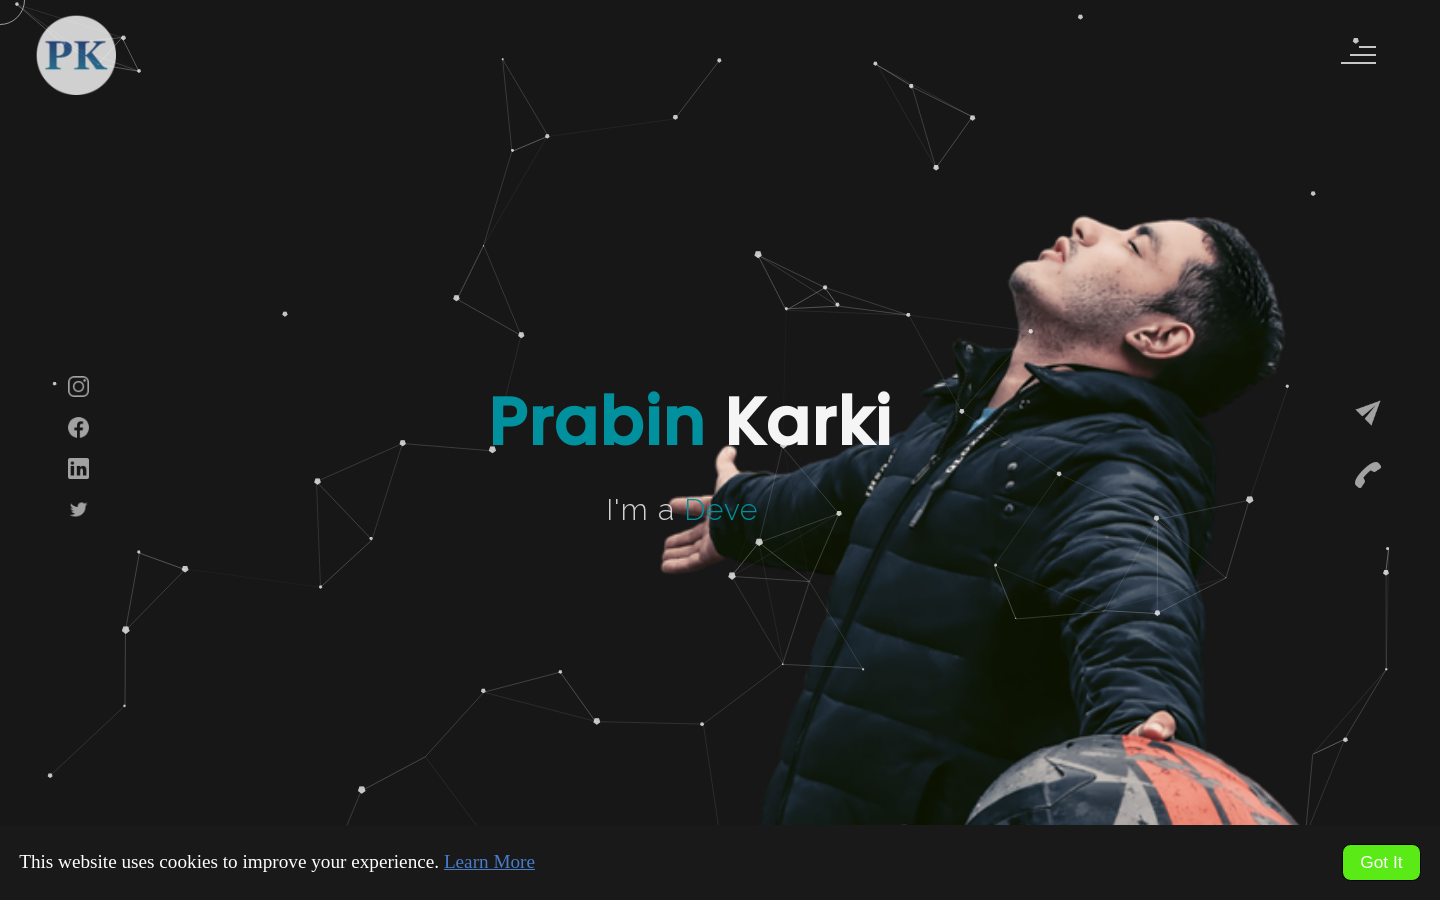 PK
Prabin Karki
I'm a Deve
This website uses cookies to improve your experience. Learn More
Got It